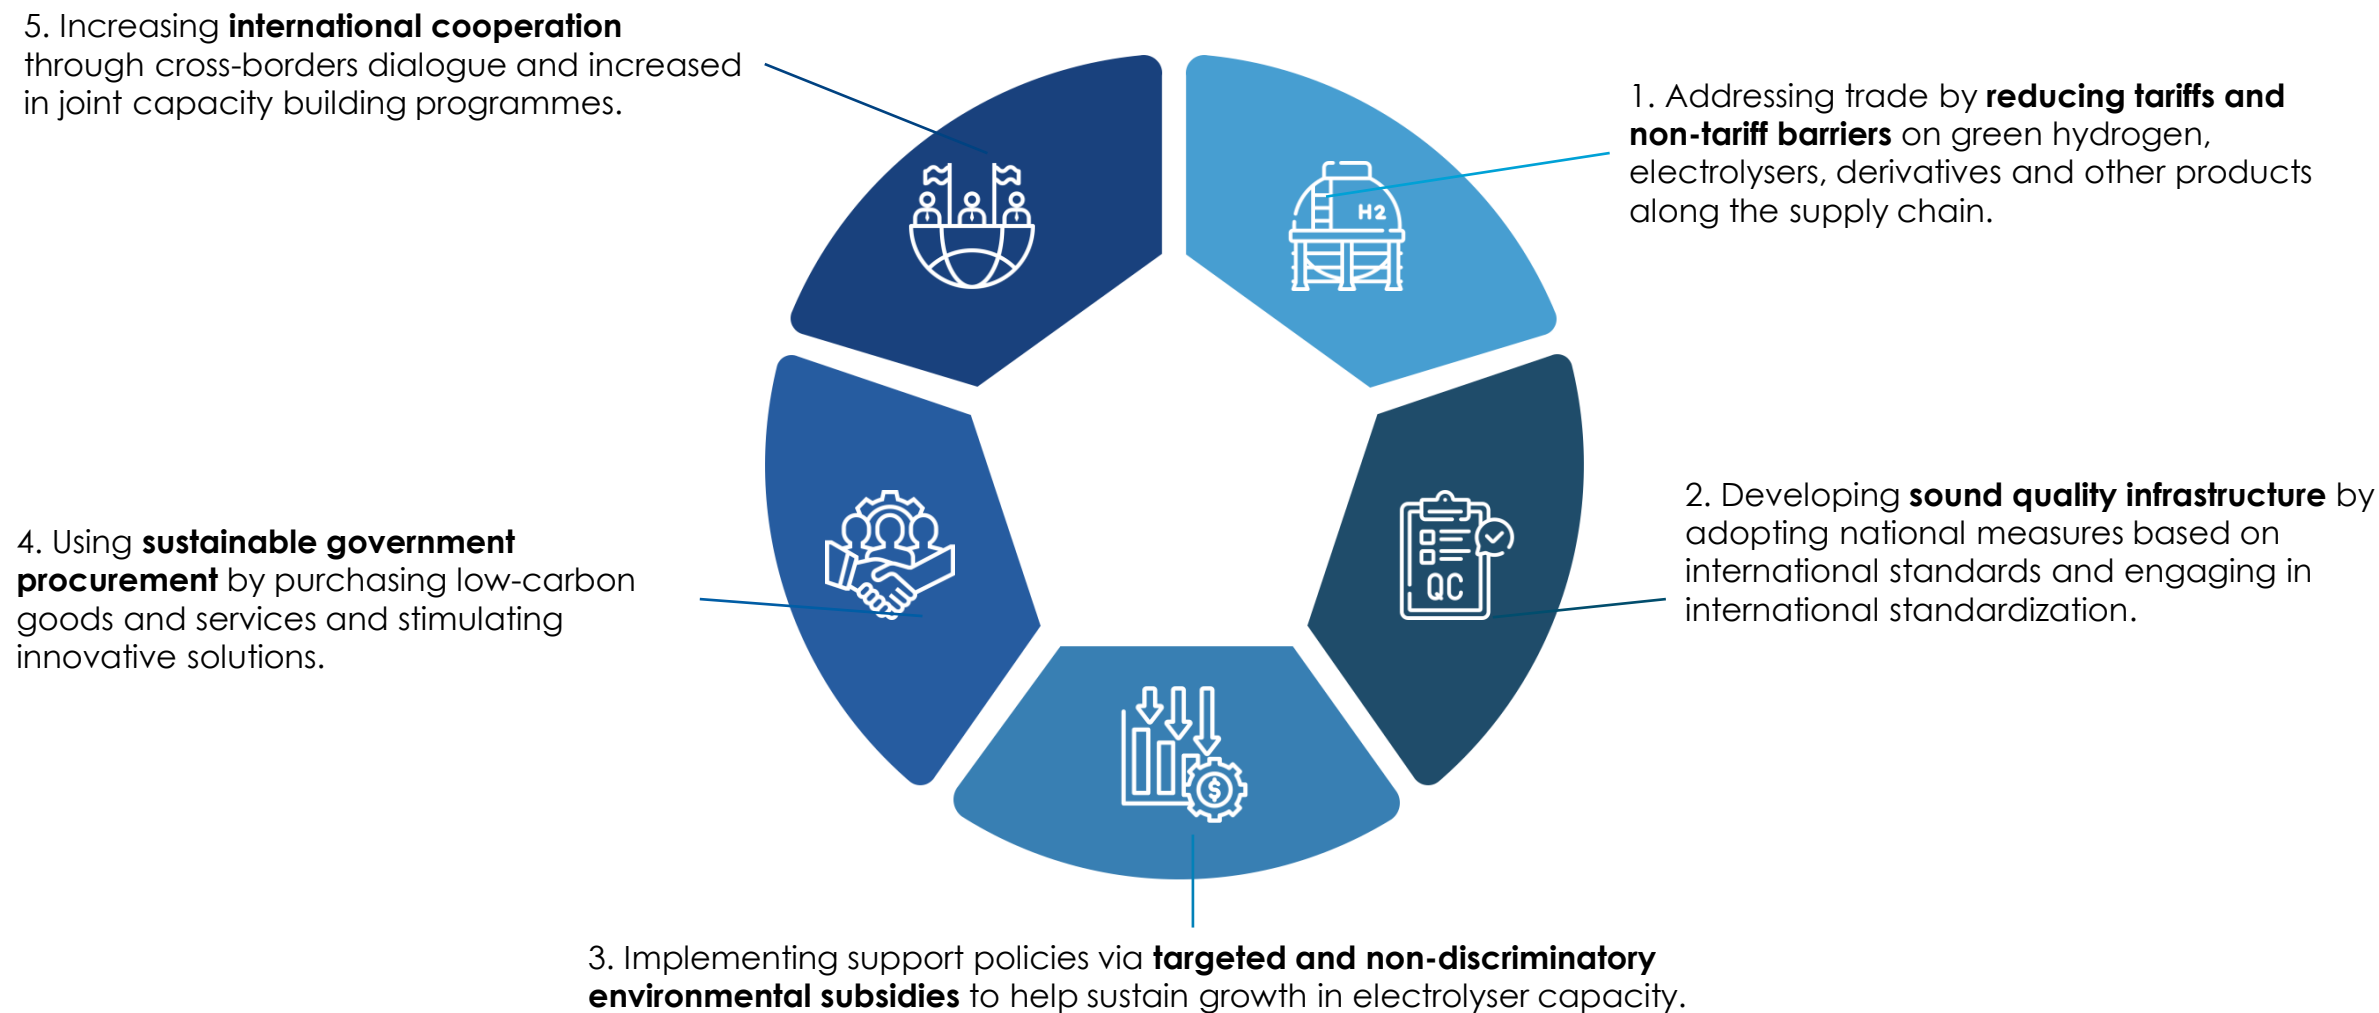 5. Increasing international cooperation
through cross-borders dialogue and increased
in joint capacity building programmes.
1. Addressing trade by reducing tariffs and
non-tariff barriers on green hydrogen,
electrolysers, derivatives and other products
along the supply chain.
H2
2. Developing sound quality infrastructure by
adopting national measures based on
international standards and engaging in
international standardization.
QC
4. Using sustainable government
procurement by purchasing low-carbon
goods and services and stimulating
innovative solutions.
$
3. Implementing support policies via targeted and non-discriminatory
environmental subsidies to help sustain growth in electrolyser capacity.